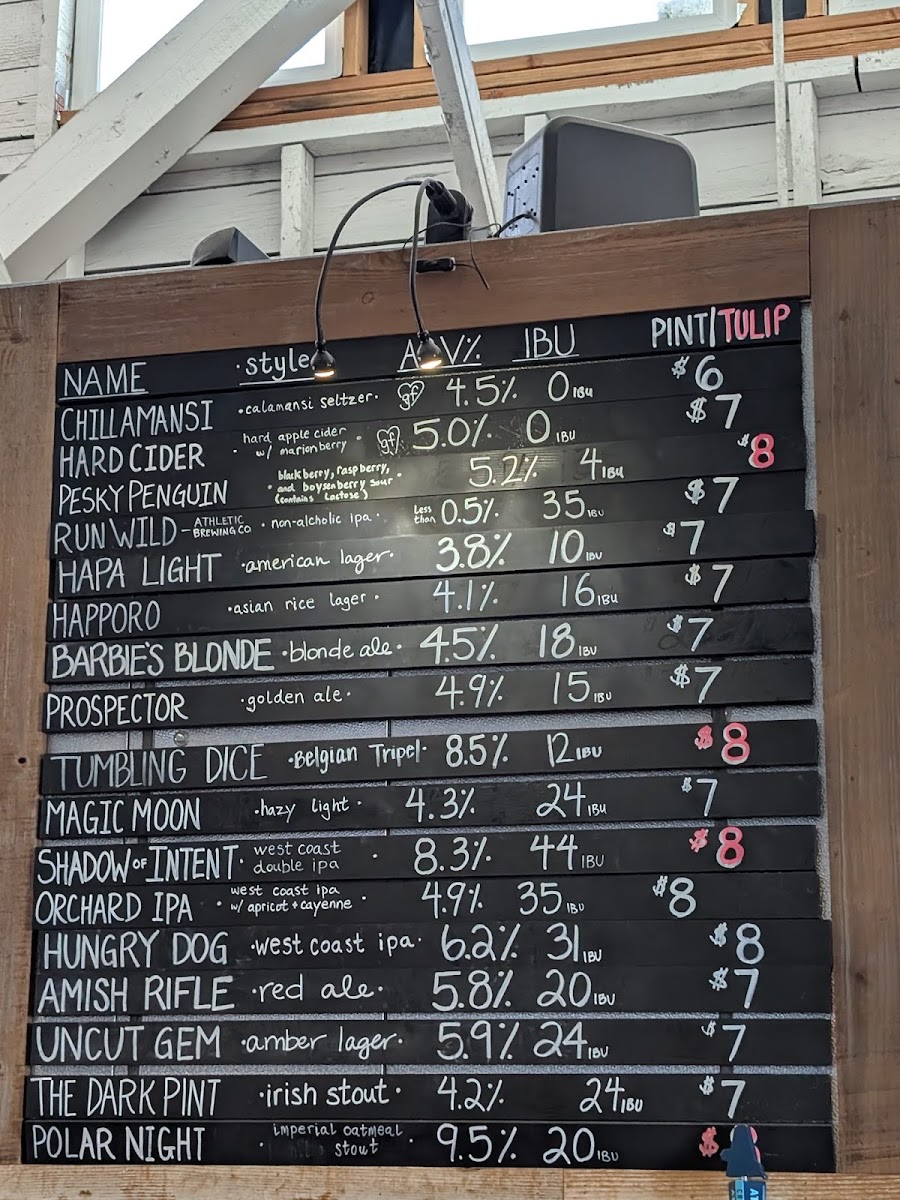 NAME ·style· IBU PINT|TULIP
CHILLAMANSI ·calamansi seltzer· gf 4.5% 0 IBU $6
HARD CIDER · hard apple cider w/ marionberry · gf 5.0% 0 IBU $7
PESKY PENGUIN · blackberry, raspberry, and boysenberry sour (contains lactose) · 5.2% 4 IBU $8
RUN WILD - ATHLETIC BREWING CO · non-alcholic ipa · less than 0.5% 35 IBU $7
HAPA LIGHT ·american lager· 3.8% 10 IBU $7
HAPPORO ·asian rice lager· 4.1% 16 IBU $7
BARBIE'S BLONDE ·blonde ale· 4.5% 18 IBU $7
PROSPECTOR ·golden ale· 4.9% 15 IBU $7
TUMBLING DICE ·Belgian Tripel· 8.5% 12 IBU $8
MAGIC MOON ·hazy light· 4.3% 24 IBU $7
SHADOW OF INTENT · west coast double ipa · 8.3% 44 IBU $8
ORCHARD IPA · west coast ipa w/ apricot + cayenne · 4.9% 35 IBU $8
HUNGRY DOG ·west coast ipa· 6.2% 31 IBU $8
AMISH RIFLE ·red ale· 5.8% 20 IBU $7
UNCUT GEM ·amber lager· 5.9% 24 IBU $7
THE DARK PINT ·irish stout· 4.2% 24 IBU $7
POLAR NIGHT · imperial oatmeal stout · 9.5% 20 IBU $